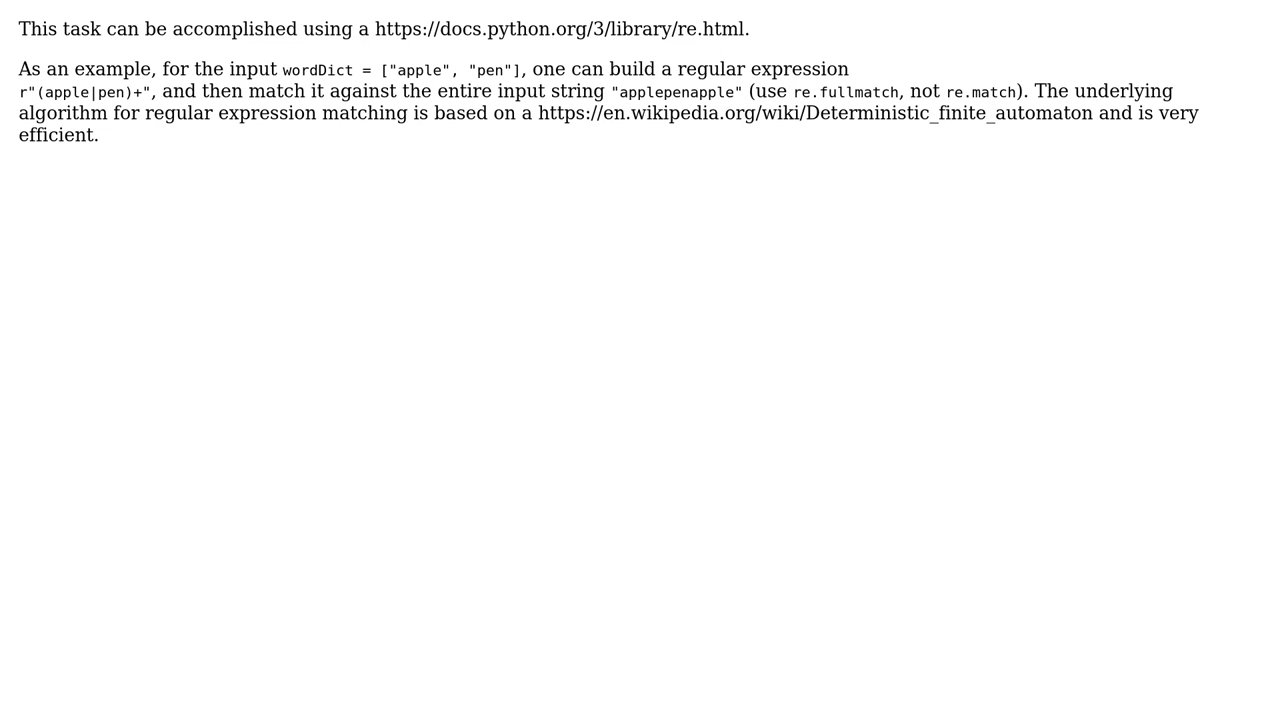 This task can be accomplished using a https://docs.python.org/3/library/re.html.
As an example, for the input wordDict = ["apple", "pen"], one can build a regular expression
r"(apple|pen)+", and then match it against the entire input string "applepenapple" (use re.fullmatch, not re.match). The underlying
algorithm for regular expression matching is based on a https://en.wikipedia.org/wiki/Deterministic_finite_automaton and is very
efficient.